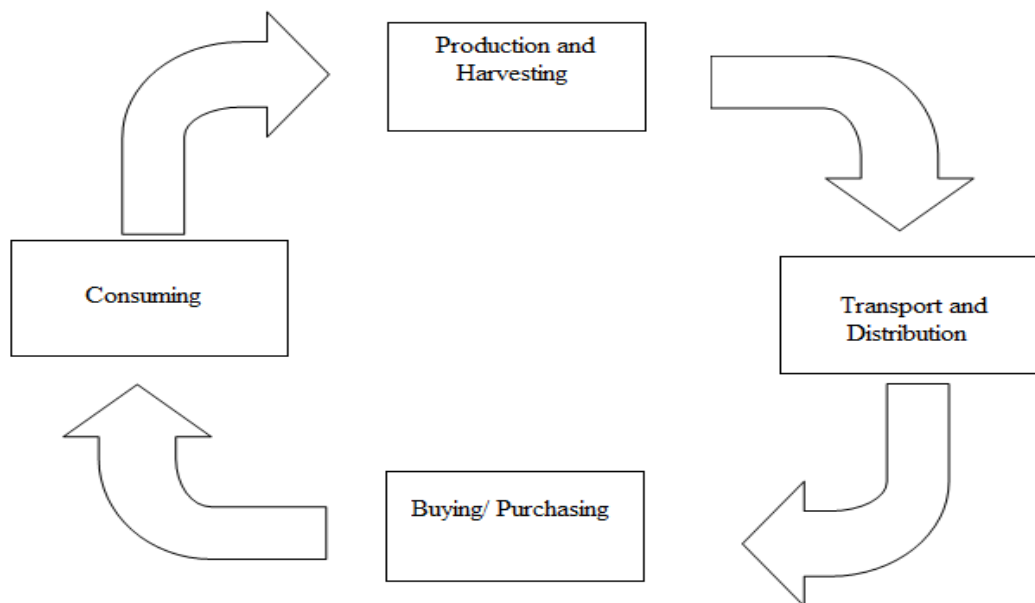 Production and
Harvesting
Consuming
Transport and
Distribution
Buying/ Purchasing